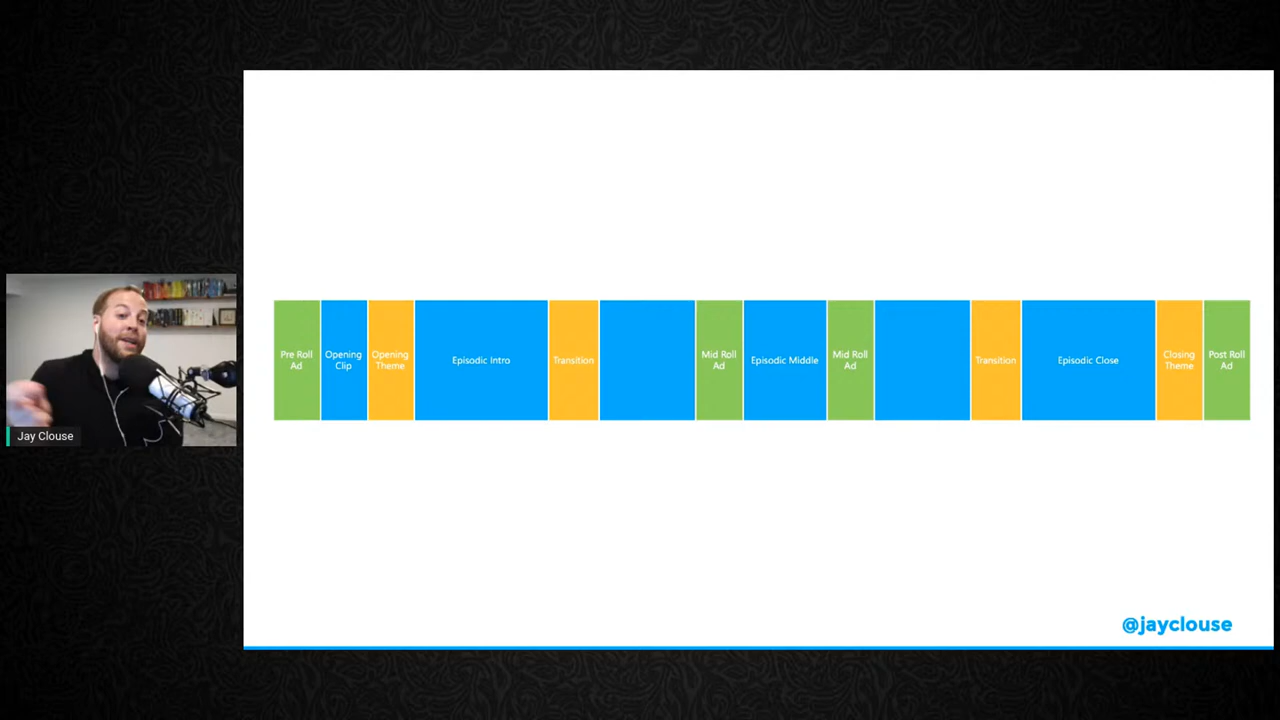 Pre Roll
Ad
Opening
Clip
Opening
Theme
Episodic Intro
Transition
Mid Roll
Ad
Episodic Middle
Mid Roll
Ad
Transition
Episodic Close
Closing
Theme
Post Roll
Ad
Jay Clouse
@jayclouse